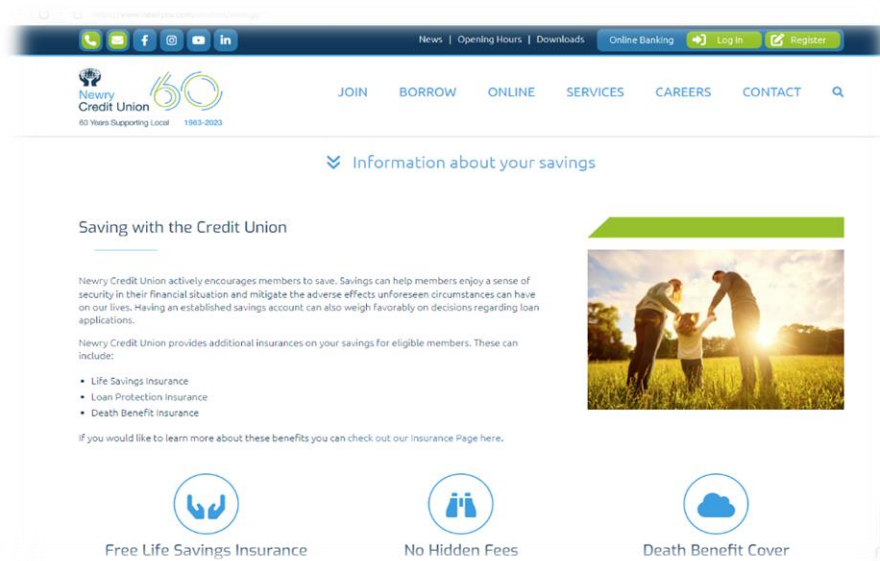 News | Opening Hours | Downloads Online Banking Log In Register
Newry
Credit Union
60
60 Years Supporting Local 1963-2023
JOIN BORROW ONLINE SERVICES CAREERS CONTACT
Information about your savings
Saving with the Credit Union
Newry Credit Union actively encourages members to save. Savings can help members enjoy a sense of
security in their financial situation and mitigate the adverse effects unforeseen circumstances can have
on our lives. Having an established savings account can also weigh favorably on decisions regarding loan
applications.
Newry Credit Union provides additional insurances on your savings for eligible members. These can
include:
• Life Savings Insurance
• Loan Protection Insurance
• Death Benefit Insurance
If you would like to learn more about these benefits you can check out our Insurance Page here.
Free Life Savings Insurance No Hidden Fees Death Benefit Cover